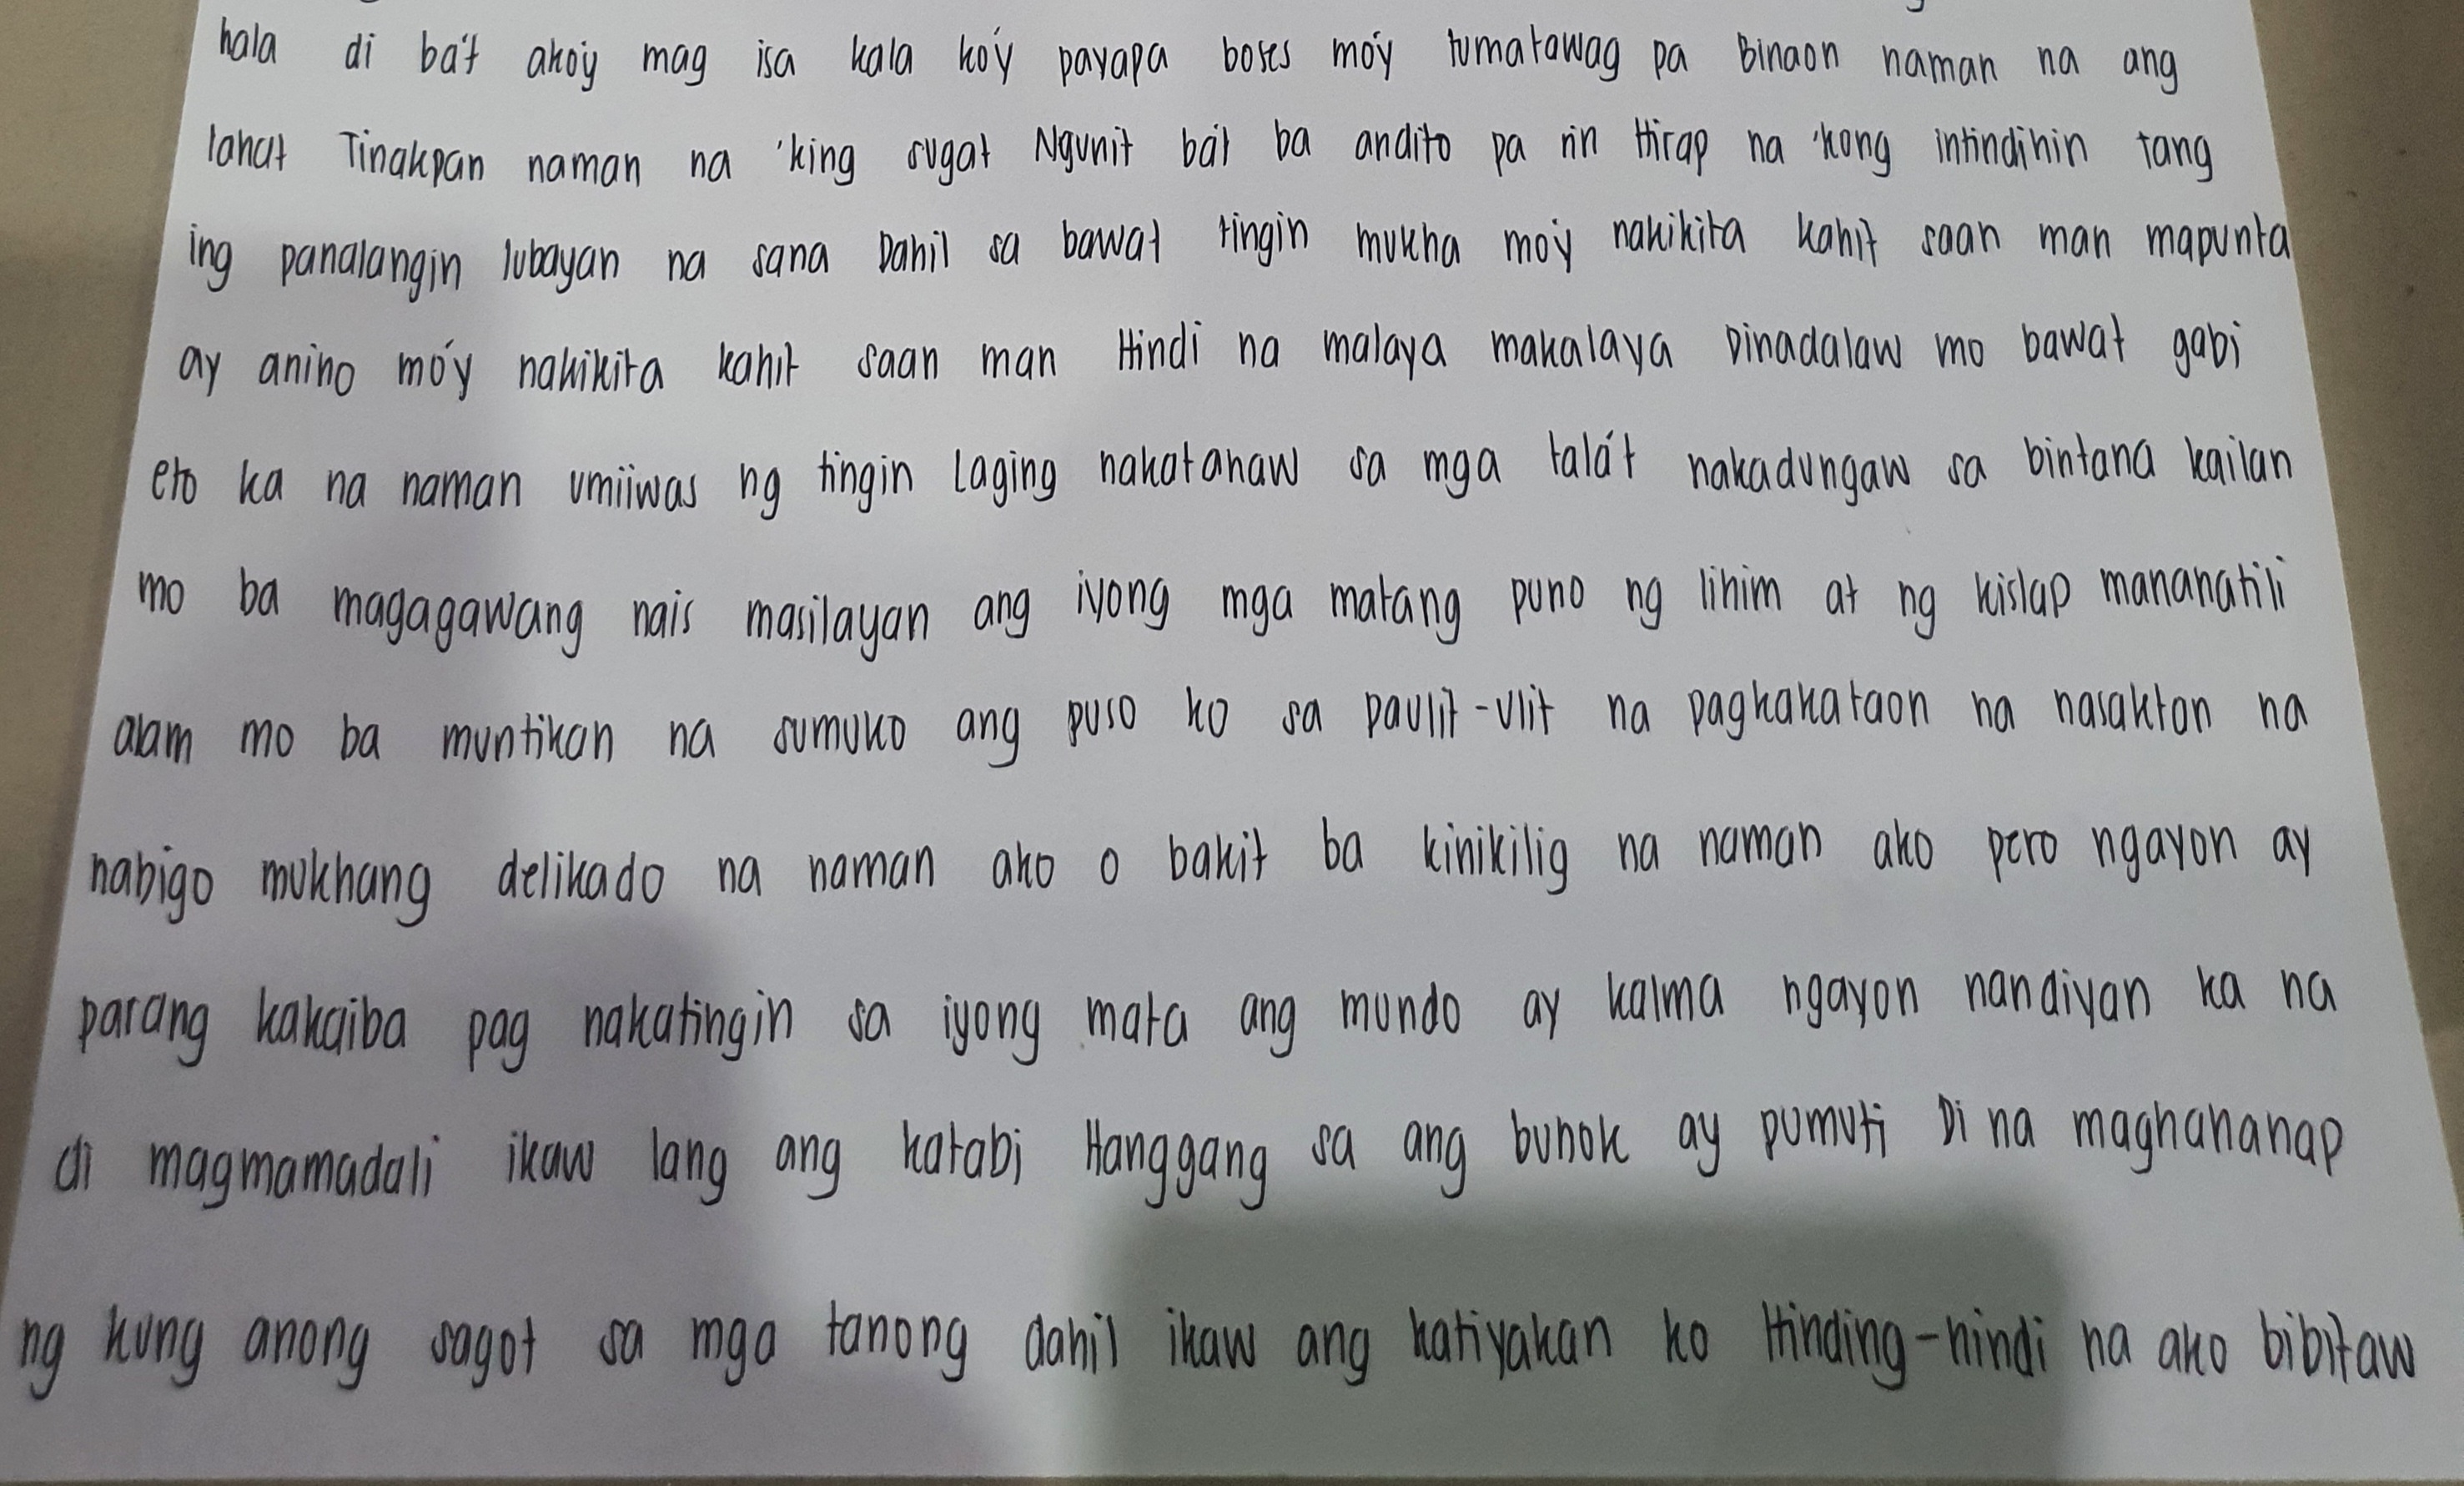 hala di ba't ako'y mag isa kala ko'y payapa boses mo'y tumatawag pa Binaon naman na ang
lahat Tinakpan naman na 'king sugat Ngunit ba't ba andito pa rin Hirap na 'kong intindihin tang
ing panalangin lubayan na sana Dahil sa bawat tingin mukha mo'y nakikita kahit saan man mapunta
ay anino mo'y nakikita kahit saan man Hindi na malaya makalaya Dinadalaw mo bawat gabi
eto ka na naman umiiwas ng tingin Laging nakatanaw sa mga tala't nakadungaw sa bintana kailan
mo ba magagawang nais masilayan ang iyong mga matang puno ng lihim at ng kislap mananatili
alam mo ba muntikan na sumuko ang puso ko sa paulit-ulit na pagkakataon na nasaktan na
nabigo mukhang delikado na naman ako o bakit ba kinikilig na naman ako pero ngayon ay
parang kakaiba pag nakatingin sa iyong mata ang mundo ay kalma ngayon nandiyan ka na
di magmamadali ikaw lang ang katabi Hanggang sa ang buhok ay pumuti Di na maghahanap
ng kung anong sagot sa mga tanong dahil ikaw ang katiyakan ko Hinding-hindi na ako bibitaw